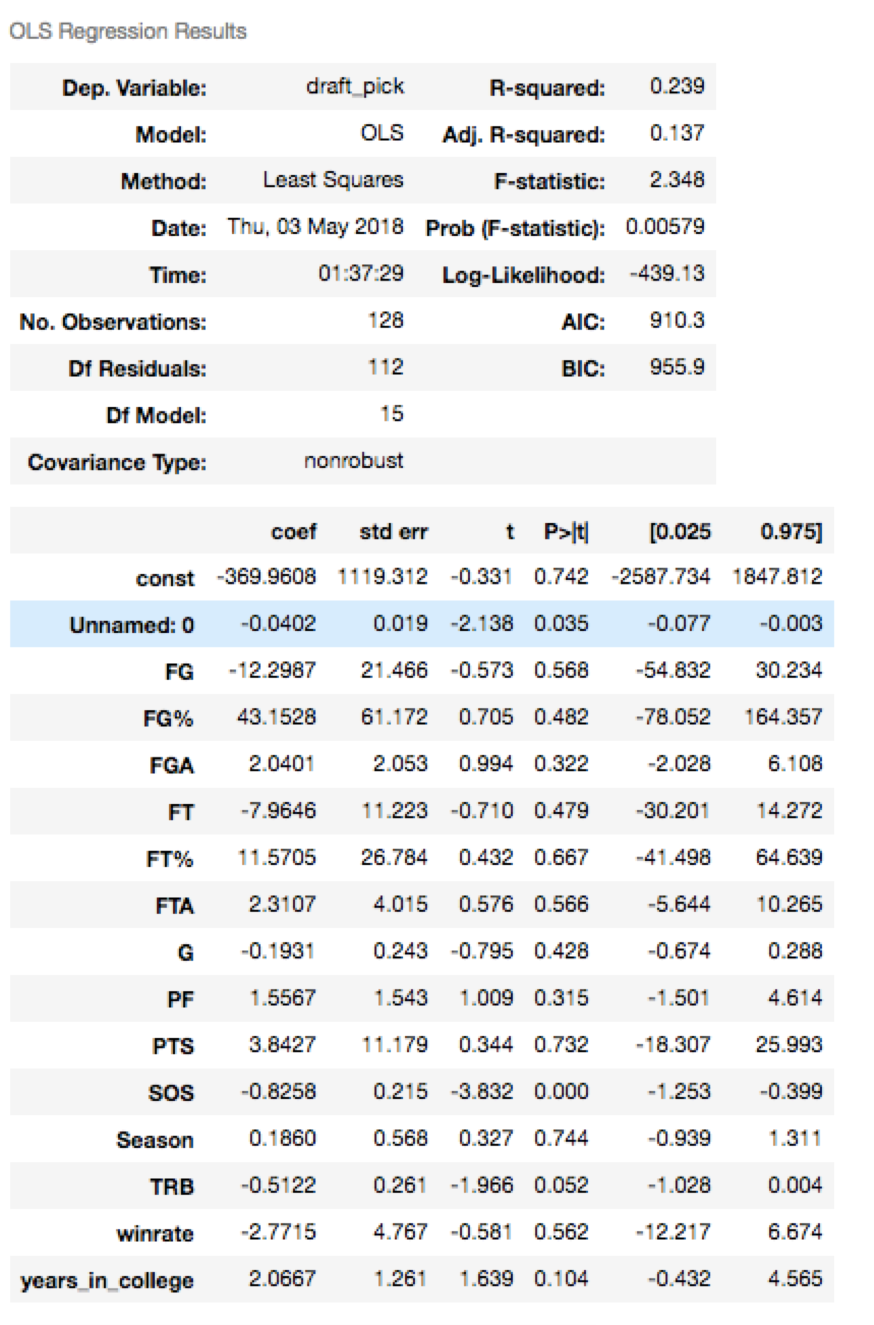 OLS Regression Results
Dep. Variable: draft_pick R-squared: 0.239
Model: OLS Adj. R-squared: 0.137
Method: Least Squares F-statistic: 2.348
Date: Thu, 03 May 2018 Prob (F-statistic): 0.00579
Time: 01:37:29 Log-Likelihood: -439.13
No. Observations: 128 AIC: 910.3
Df Residuals: 112 BIC: 955.9
Df Model: 15
Covariance Type: nonrobust
coef std err t P>|t| [0.025 0.975]
const -369.9608 1119.312 -0.331 0.742 -2587.734 1847.812
Unnamed: 0 -0.0402 0.019 -2.138 0.035 -0.077 -0.003
FG -12.2987 21.466 -0.573 0.568 -54.832 30.234
FG% 43.1528 61.172 0.705 0.482 -78.052 164.357
FGA 2.0401 2.053 0.994 0.322 -2.028 6.108
FT -7.9646 11.223 -0.710 0.479 -30.201 14.272
FT% 11.5705 26.784 0.432 0.667 -41.498 64.639
FTA 2.3107 4.015 0.576 0.566 -5.644 10.265
G -0.1931 0.243 -0.795 0.428 -0.674 0.288
PF 1.5567 1.543 1.009 0.315 -1.501 4.614
PTS 3.8427 11.179 0.344 0.732 -18.307 25.993
SOS -0.8258 0.215 -3.832 0.000 -1.253 -0.399
Season 0.1860 0.568 0.327 0.744 -0.939 1.311
TRB -0.5122 0.261 -1.966 0.052 -1.028 0.004
winrate -2.7715 4.767 -0.581 0.562 -12.217 6.674
years_in_college 2.0667 1.261 1.639 0.104 -0.432 4.565